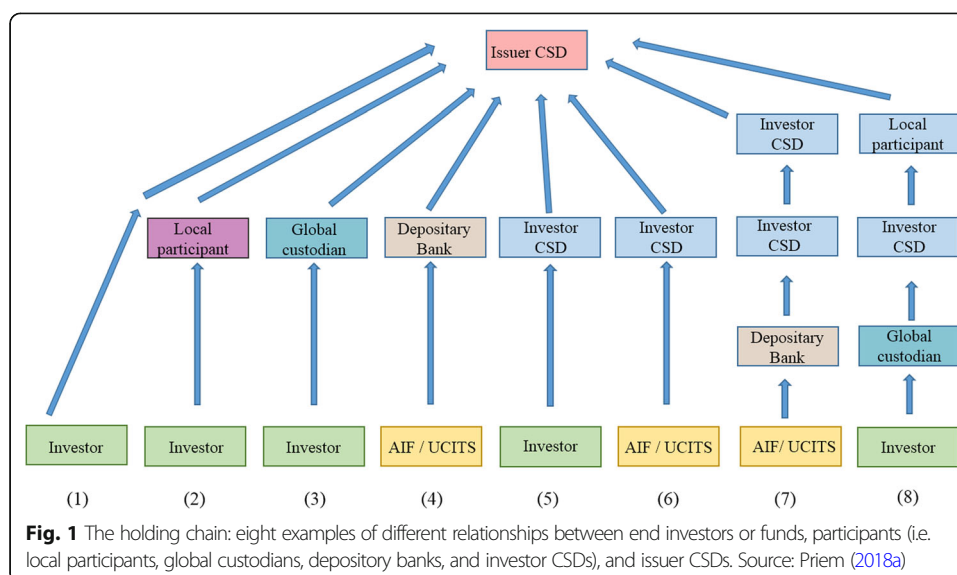 Issuer CSD
Investor
CSD
Local
participant
Local
participant
Global
custodian
Depositary
Bank
Investor
CSD
Investor
CSD
Investor
CSD
Investor
CSD
Depositary
Bank
Global
custodian
Investor
Investor
Investor
AIF / UCITS
Investor
AIF / UCITS
AIF/ UCITS
Investor
(1)
(2)
(3)
(4)
(5)
(6)
(7)
(8)
Fig. 1 The holding chain: eight examples of different relationships between end investors or funds, participants (i.e.
local participants, global custodians, depository banks, and investor CSDs), and issuer CSDs. Source: Priem (2018a)